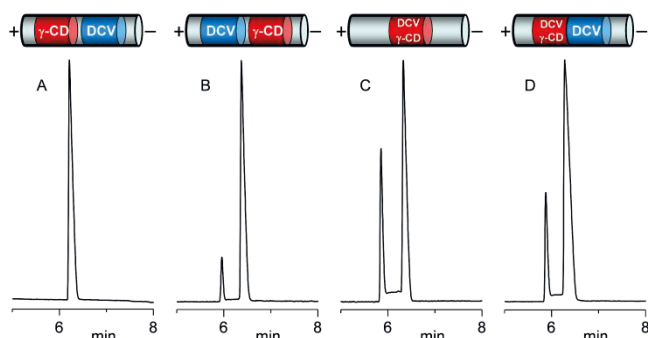 + γ-CD DCV −
+ DCV γ-CD −
+ DCV
γ-CD −
+ DCV
γ-CD DCV −
A
B
C
D
6 8
min
6 8
min
6 8
min
6 8
min